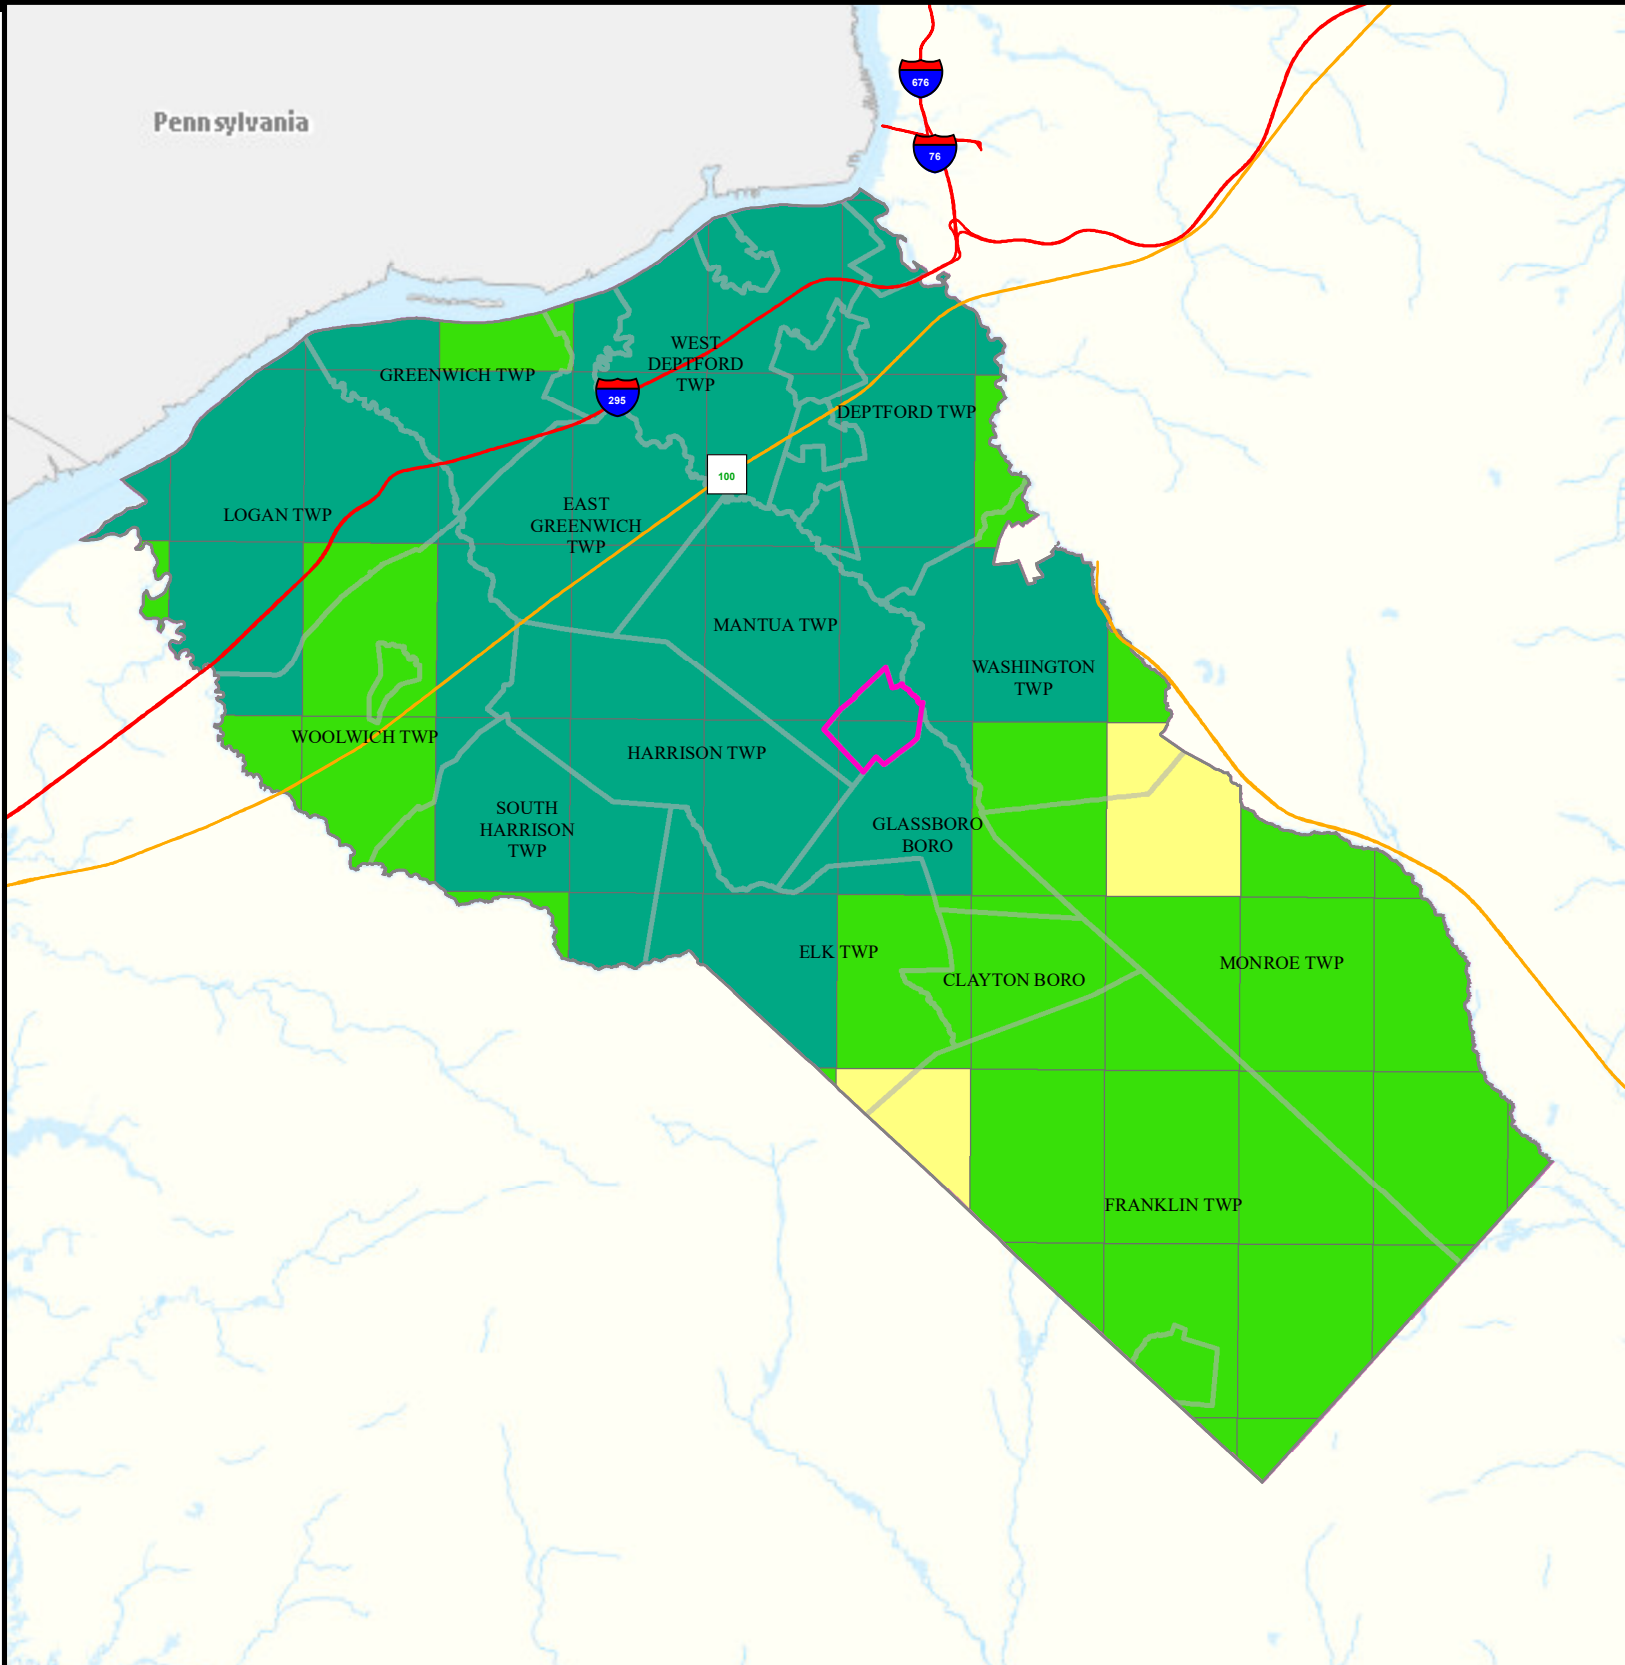 676
Pennsylvania
76
WEST
DEPTFORD
TWP
GREENWICH TWP
295
DEPTFORD TWP
100
LOGAN TWP
EAST
GREENWICH
TWP
MANTUA TWP
WASHINGTON
TWP
WOOLWICH TWP
HARRISON TWP
SOUTH
HARRISON
TWP
GLASSBORO
BORO
ELK TWP
CLAYTON BORO
MONROE TWP
FRANKLIN TWP